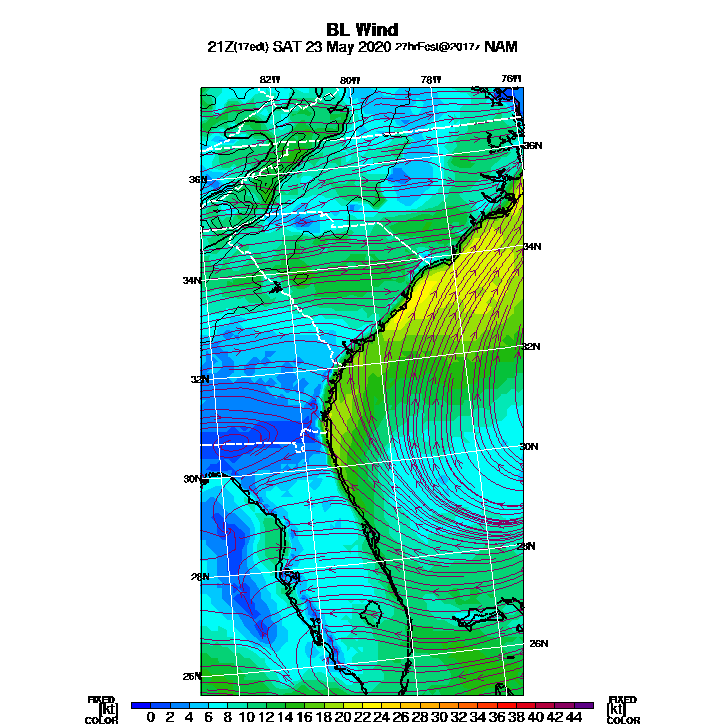 BL Wind
21Z(17edt) SAT 23 May 2020 27hrFcst@2017z NAM
82W 80W 78W 76W
36N
36N
34N
34N
32N
32N
30N
30N
28N
28N
26N
26N
FIXED FIXED
[kt] 0 2 4 6 8 10 12 14 16 18 20 22 24 26 28 30 32 34 36 38 40 42 44 [kt]
COLOR COLOR